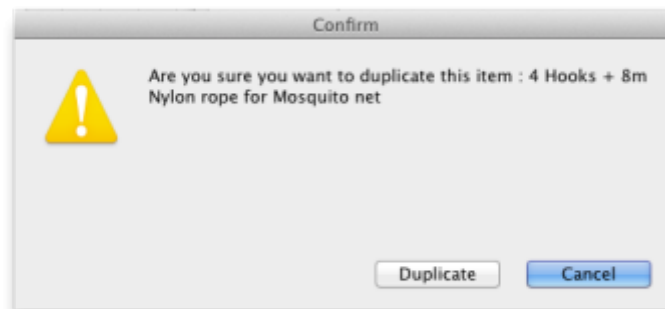 Confirm
Are you sure you want to duplicate this item : 4 Hooks + 8m
Nylon rope for Mosquito net
Duplicate
Cancel